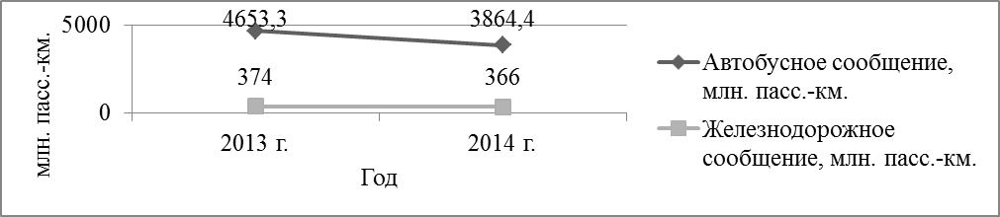 млн. пасс.-км.
5000
0
4653,3
3864,4
374
366
2013 г.
2014 г.
Год
Автобусное сообщение,
млн. пасс.-км.
Железнодорожное
сообщение, млн. пасс.-км.